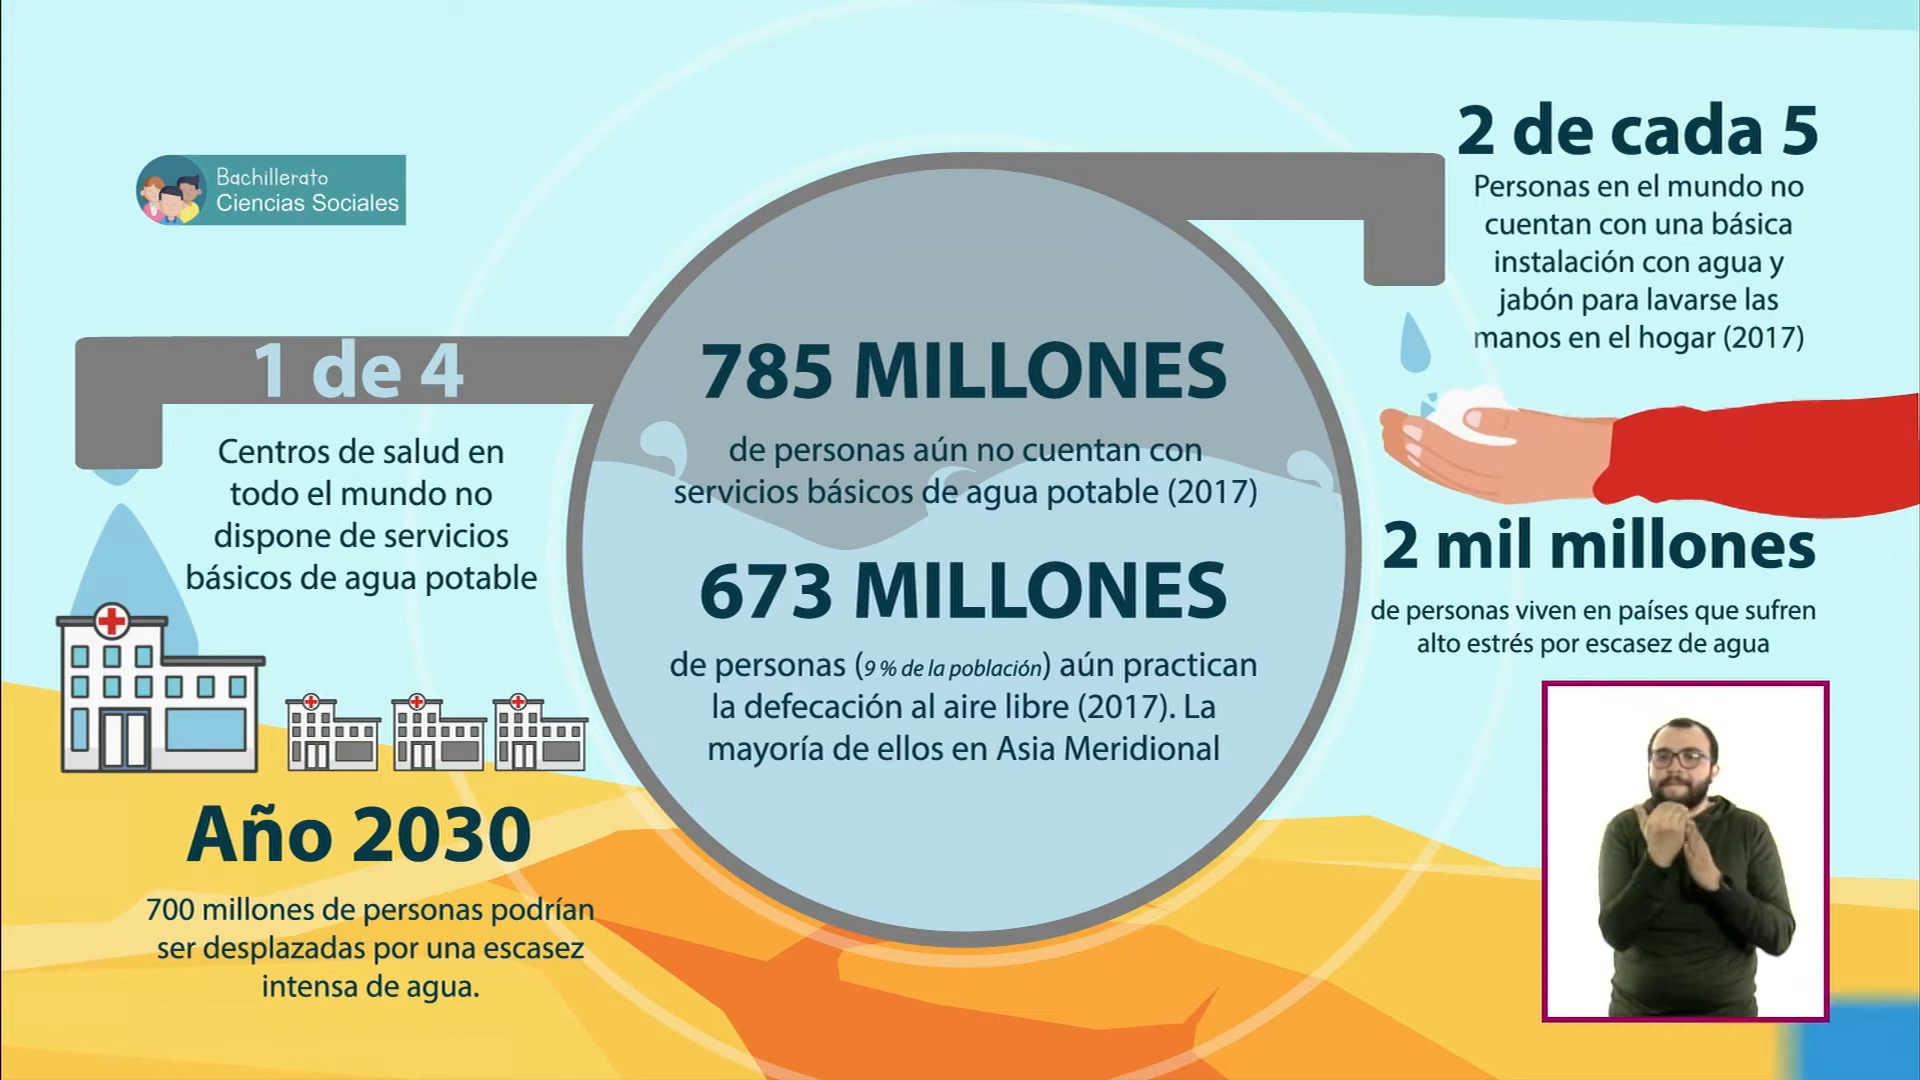 Bachillerato
Ciencias Sociales
1 de 4
Centros de salud en
todo el mundo no
dispone de servicios
básicos de agua potable
Año 2030
700 millones de personas podrían
ser desplazadas por una escasez
intensa de agua.
785 MILLONES
de personas aún no cuentan con
servicios básicos de agua potable (2017)
673 MILLONES
de personas (9 % de la población) aún practican
la defecación al aire libre (2017). La
mayoría de ellos en Asia Meridional
2 de cada 5
Personas en el mundo no
cuentan con una básica
instalación con agua y
jabón para lavarse las
manos en el hogar (2017)
2 mil millones
de personas viven en países que sufren
alto estrés por escasez de agua